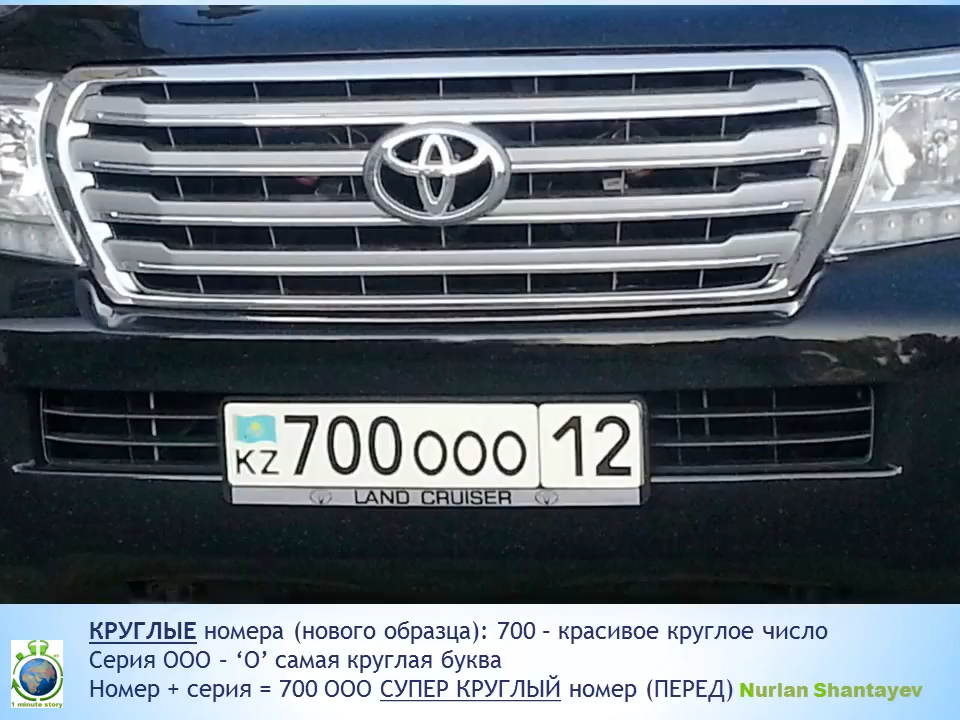 KZ 700 OOO 12
LAND CRUISER
КРУГЛЫЕ номера (нового образца): 700 – красивое круглое число
Серия ООО – ‘О’ самая круглая буква
Номер + серия = 700 ООО СУПЕР КРУГЛЫЙ номер (ПЕРЕД) Nurlan Shantayev
1 minute story